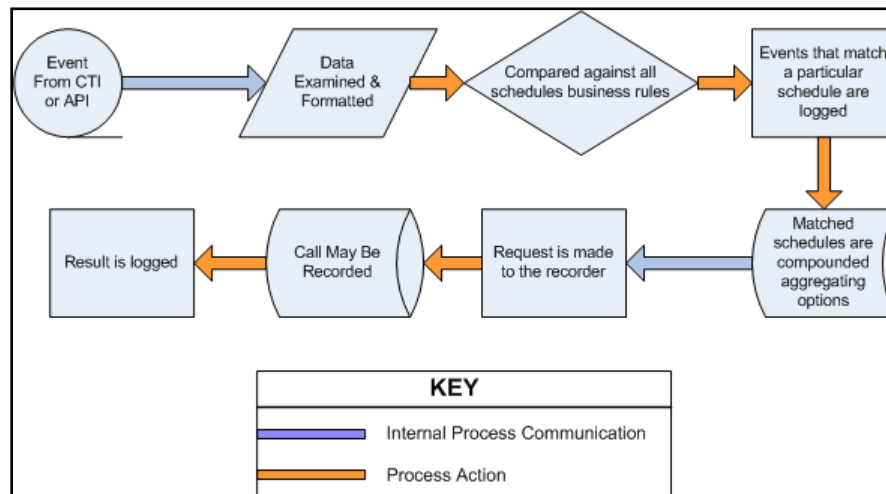 Event
From CTI
or API
Data
Examined &
Formatted
Compared against all
schedules business rules
Events that match
a particular
schedule are
logged
Result is logged
Call May Be
Recorded
Request is made
to the recorder
Matched
schedules are
compounded
aggregating
options
KEY
Internal Process Communication
Process Action